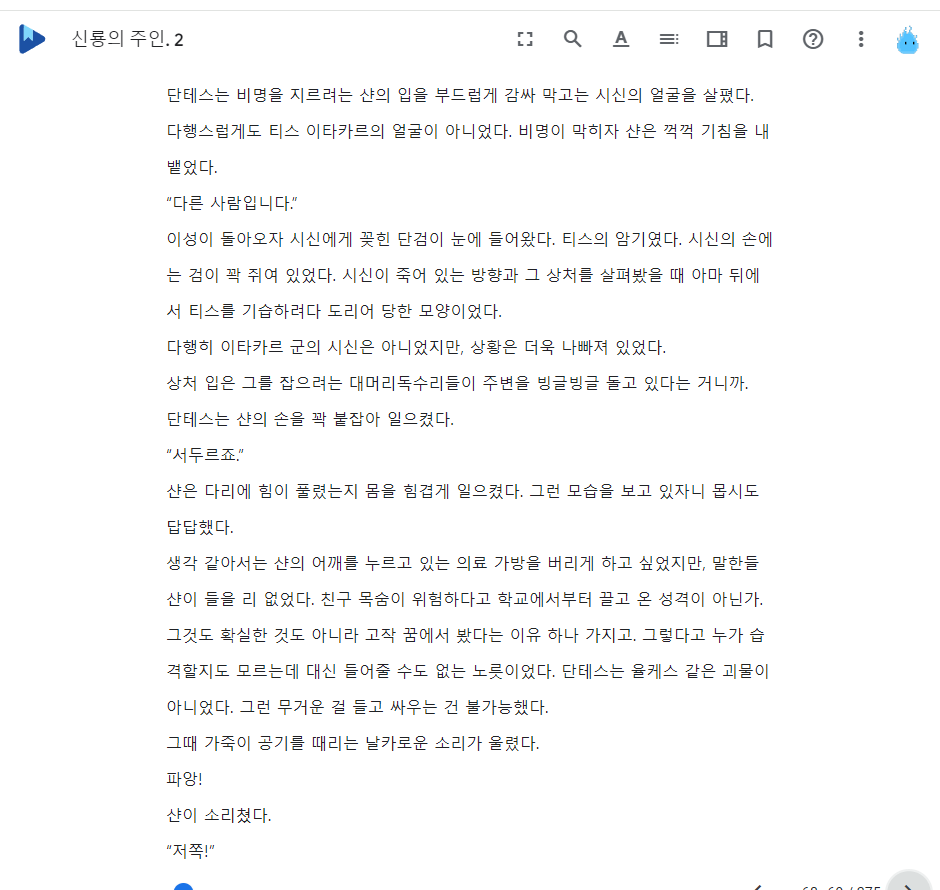 신룡의 주인. 2
단테스는 비명을 지르려는 샨의 입을 부드럽게 감싸 막고는 시신의 얼굴을 살폈다.
다행스럽게도 티스 이타카르의 얼굴이 아니었다. 비명이 막히자 샨은 꺽꺽 기침을 내
뱉었다.
“다른 사람입니다.”
이성이 돌아오자 시신에게 꽂힌 단검이 눈에 들어왔다. 티스의 암기였다. 시신의 손에
는 검이 꽉 쥐여 있었다. 시신이 죽어 있는 방향과 그 상처를 살펴봤을 때 아마 뒤에
서 티스를 기습하려다 도리어 당한 모양이었다.
다행히 이타카르 군의 시신은 아니었지만, 상황은 더욱 나빠져 있었다.
상처 입은 그를 잡으려는 대머리독수리들이 주변을 빙글빙글 돌고 있다는 거니까.
단테스는 샨의 손을 꽉 붙잡아 일으켰다.
“서두르죠.”
샨은 다리에 힘이 풀렸는지 몸을 힘겹게 일으켰다. 그런 모습을 보고 있자니 몹시도
답답했다.
생각 같아서는 샨의 어깨를 누르고 있는 의료 가방을 버리게 하고 싶었지만, 말한들
샨이 들을 리 없었다. 친구 목숨이 위험하다고 학교에서부터 끌고 온 성격이 아닌가.
그것도 확실한 것도 아니라 고작 꿈에서 봤다는 이유 하나 가지고. 그렇다고 누가 습
격할지도 모르는데 대신 들어줄 수도 없는 노릇이었다. 단테스는 율케스 같은 괴물이
아니었다. 그런 무거운 걸 들고 싸우는 건 불가능했다.
그때 가죽이 공기를 때리는 날카로운 소리가 울렸다.
파앙!
샨이 소리쳤다.
“저쪽!”